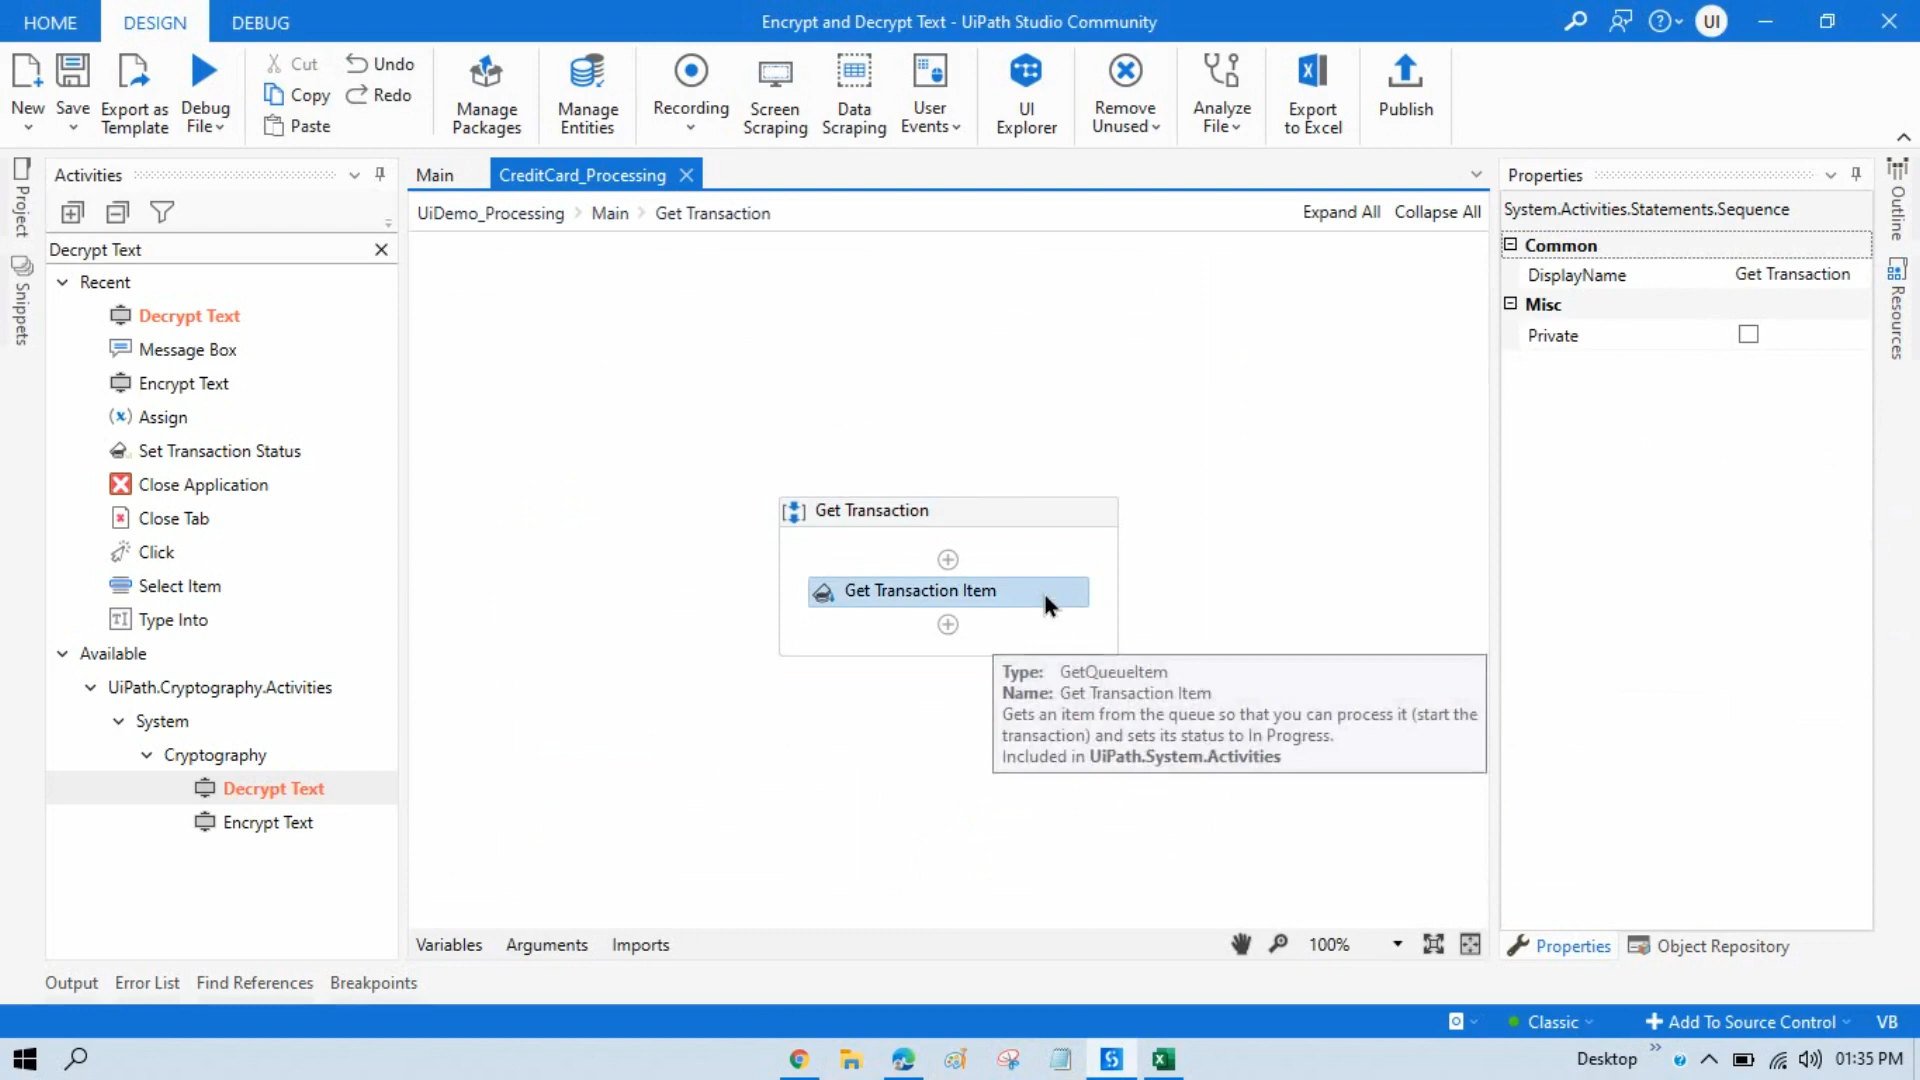 HOME DESIGN DEBUG
Encrypt and Decrypt Text - UiPath Studio Community
UI
New
Save
Export as
Template
Debug
File
Cut
Copy
Paste
Undo
Redo
Manage
Packages
Manage
Entities
Recording
Screen
Scraping
Data
Scraping
User
Events
UI
Explorer
Remove
Unused
Analyze
File
Export
to Excel
Publish
Project
Snippets
Activities
Decrypt Text
Recent
Decrypt Text
Message Box
Encrypt Text
Assign
Set Transaction Status
Close Application
Close Tab
Click
Select Item
Type Into
Available
UiPath.Cryptography.Activities
System
Cryptography
Decrypt Text
Encrypt Text
Main CreditCard_Processing
UiDemo_Processing Main Get Transaction
Expand All Collapse All
Get Transaction
Get Transaction Item
Type: GetQueueItem
Name: Get Transaction Item
Gets an item from the queue so that you can process it (start the
transaction) and sets its status to In Progress.
Included in UiPath.System.Activities
Variables Arguments Imports
100%
Properties
System.Activities.Statements.Sequence
Common
DisplayName Get Transaction
Misc
Private
Properties Object Repository
Outline
Resources
Output Error List Find References Breakpoints
Classic Add To Source Control VB
Desktop 01:35 PM